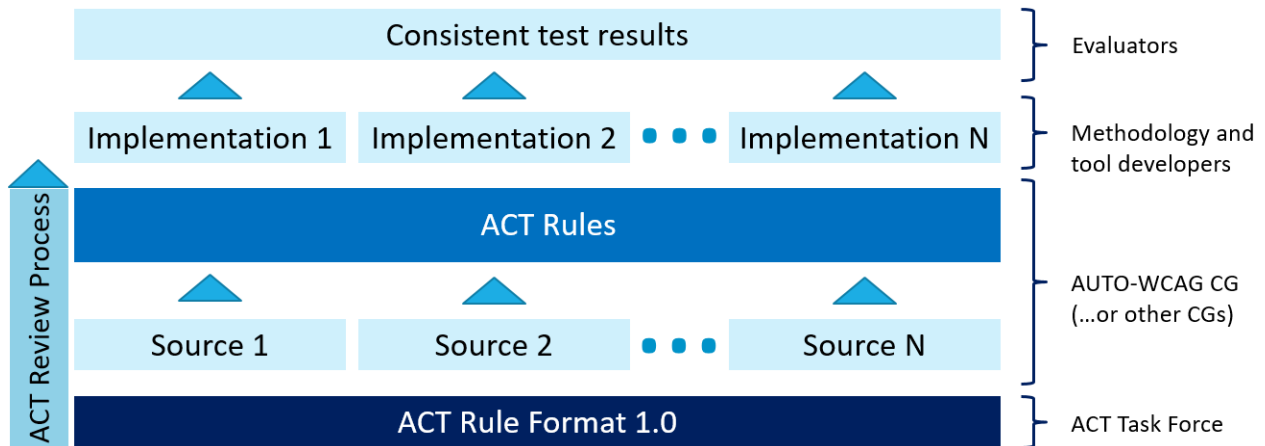 Consistent test results
Evaluators
Implementation 1
Implementation 2
Implementation N
Methodology and
tool developers
ACT Rules
AUTO-WCAG CG
(...or other CGs)
Source 1
Source 2
Source N
ACT Rule Format 1.0
ACT Task Force
ACT Review Process